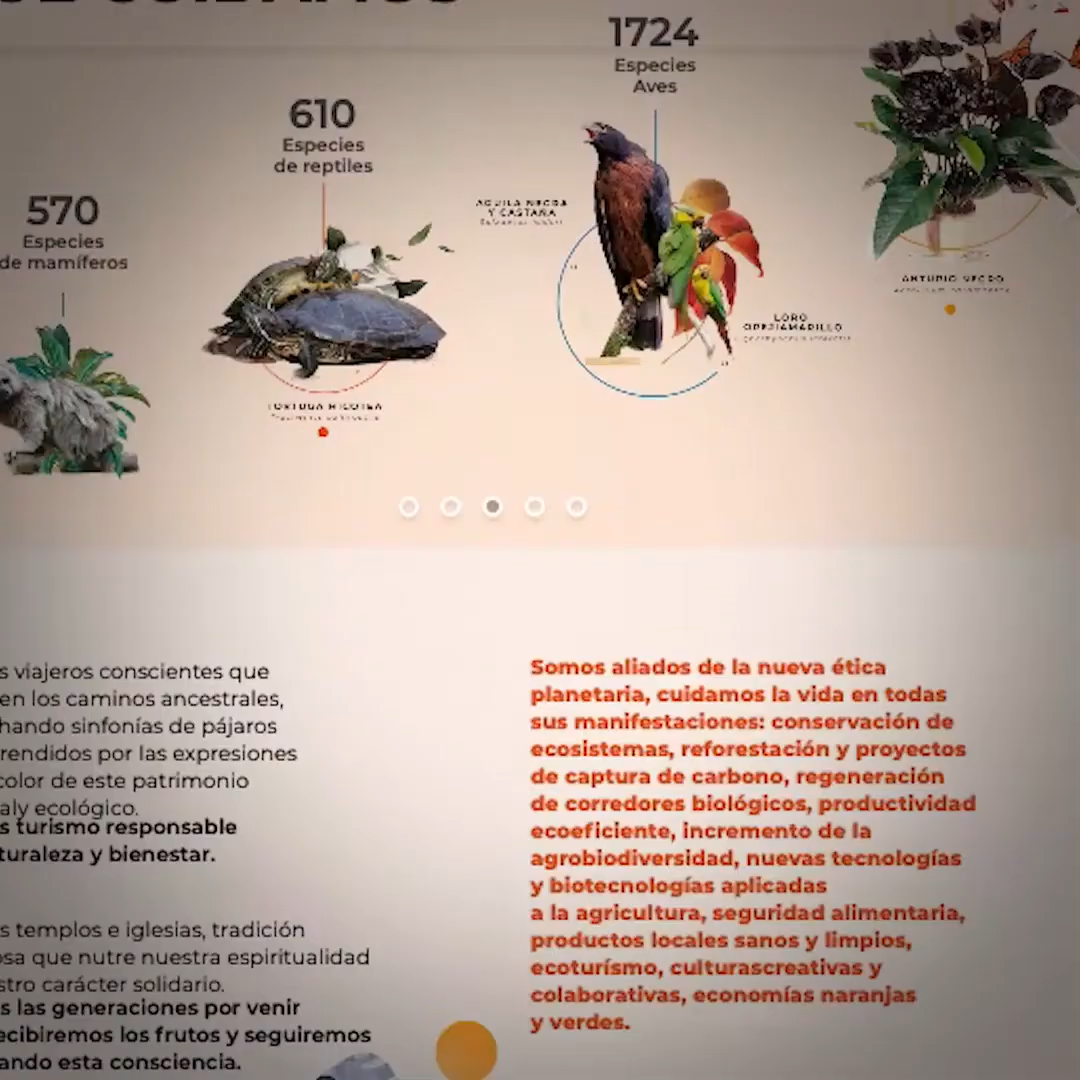 1724
Especies
Aves
610
Especies
de reptiles
570
Especies
de mamíferos
AGUILA NEGRA
Y CASTAÑA
LORO
OREJIAMARILLO
ANTURIO NEGRO
TORTUGA HICOTEA
s viajeros conscientes que
en los caminos ancestrales,
hando sinfonías de pájaros
rendidos por las expresiones
color de este patrimonio
aly ecológico.
s turismo responsable
turaleza y bienestar.
s templos e iglesias, tradición
osa que nutre nuestra espiritualidad
stro carácter solidario.
s las generaciones por venir
ecibiremos los frutos y seguiremos
ando esta consciencia.
Somos aliados de la nueva ética
planetaria, cuidamos la vida en todas
sus manifestaciones: conservación de
ecosistemas, reforestación y proyectos
de captura de carbono, regeneración
de corredores biológicos, productividad
ecoeficiente, incremento de la
agrobiodiversidad, nuevas tecnologías
y biotecnologías aplicadas
a la agricultura, seguridad alimentaria,
productos locales sanos y limpios,
ecoturísmo, culturascreativas y
colaborativas, economías naranjas
y verdes.